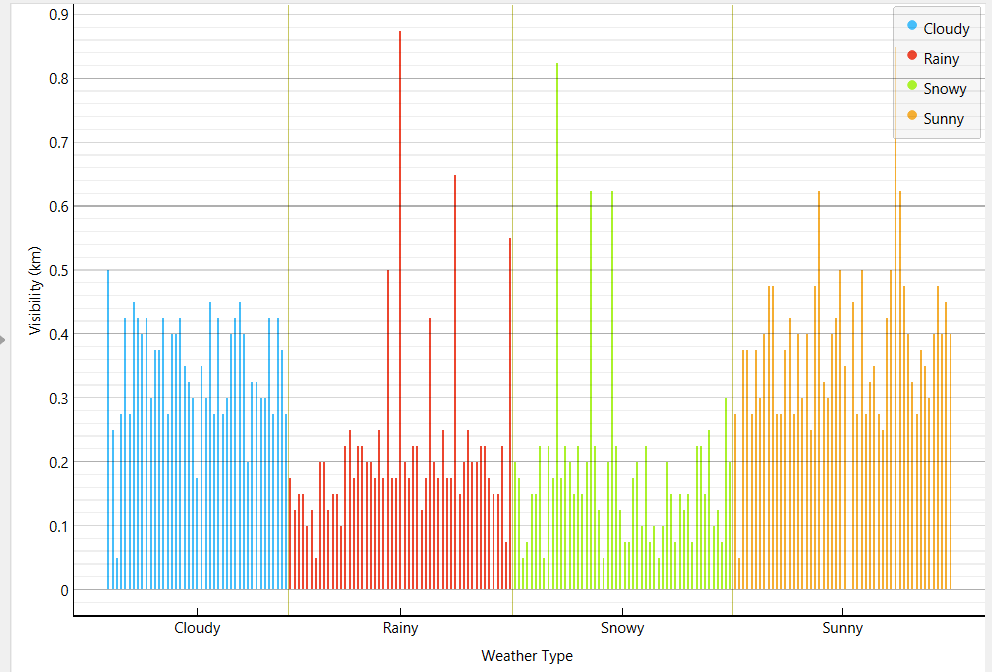 0.9
0.8
0.7
0.6
0.5
0.4
0.3
0.2
0.1
0
Visibility (km)
Cloudy
Rainy
Snowy
Sunny
Cloudy Rainy Snowy Sunny
Weather Type